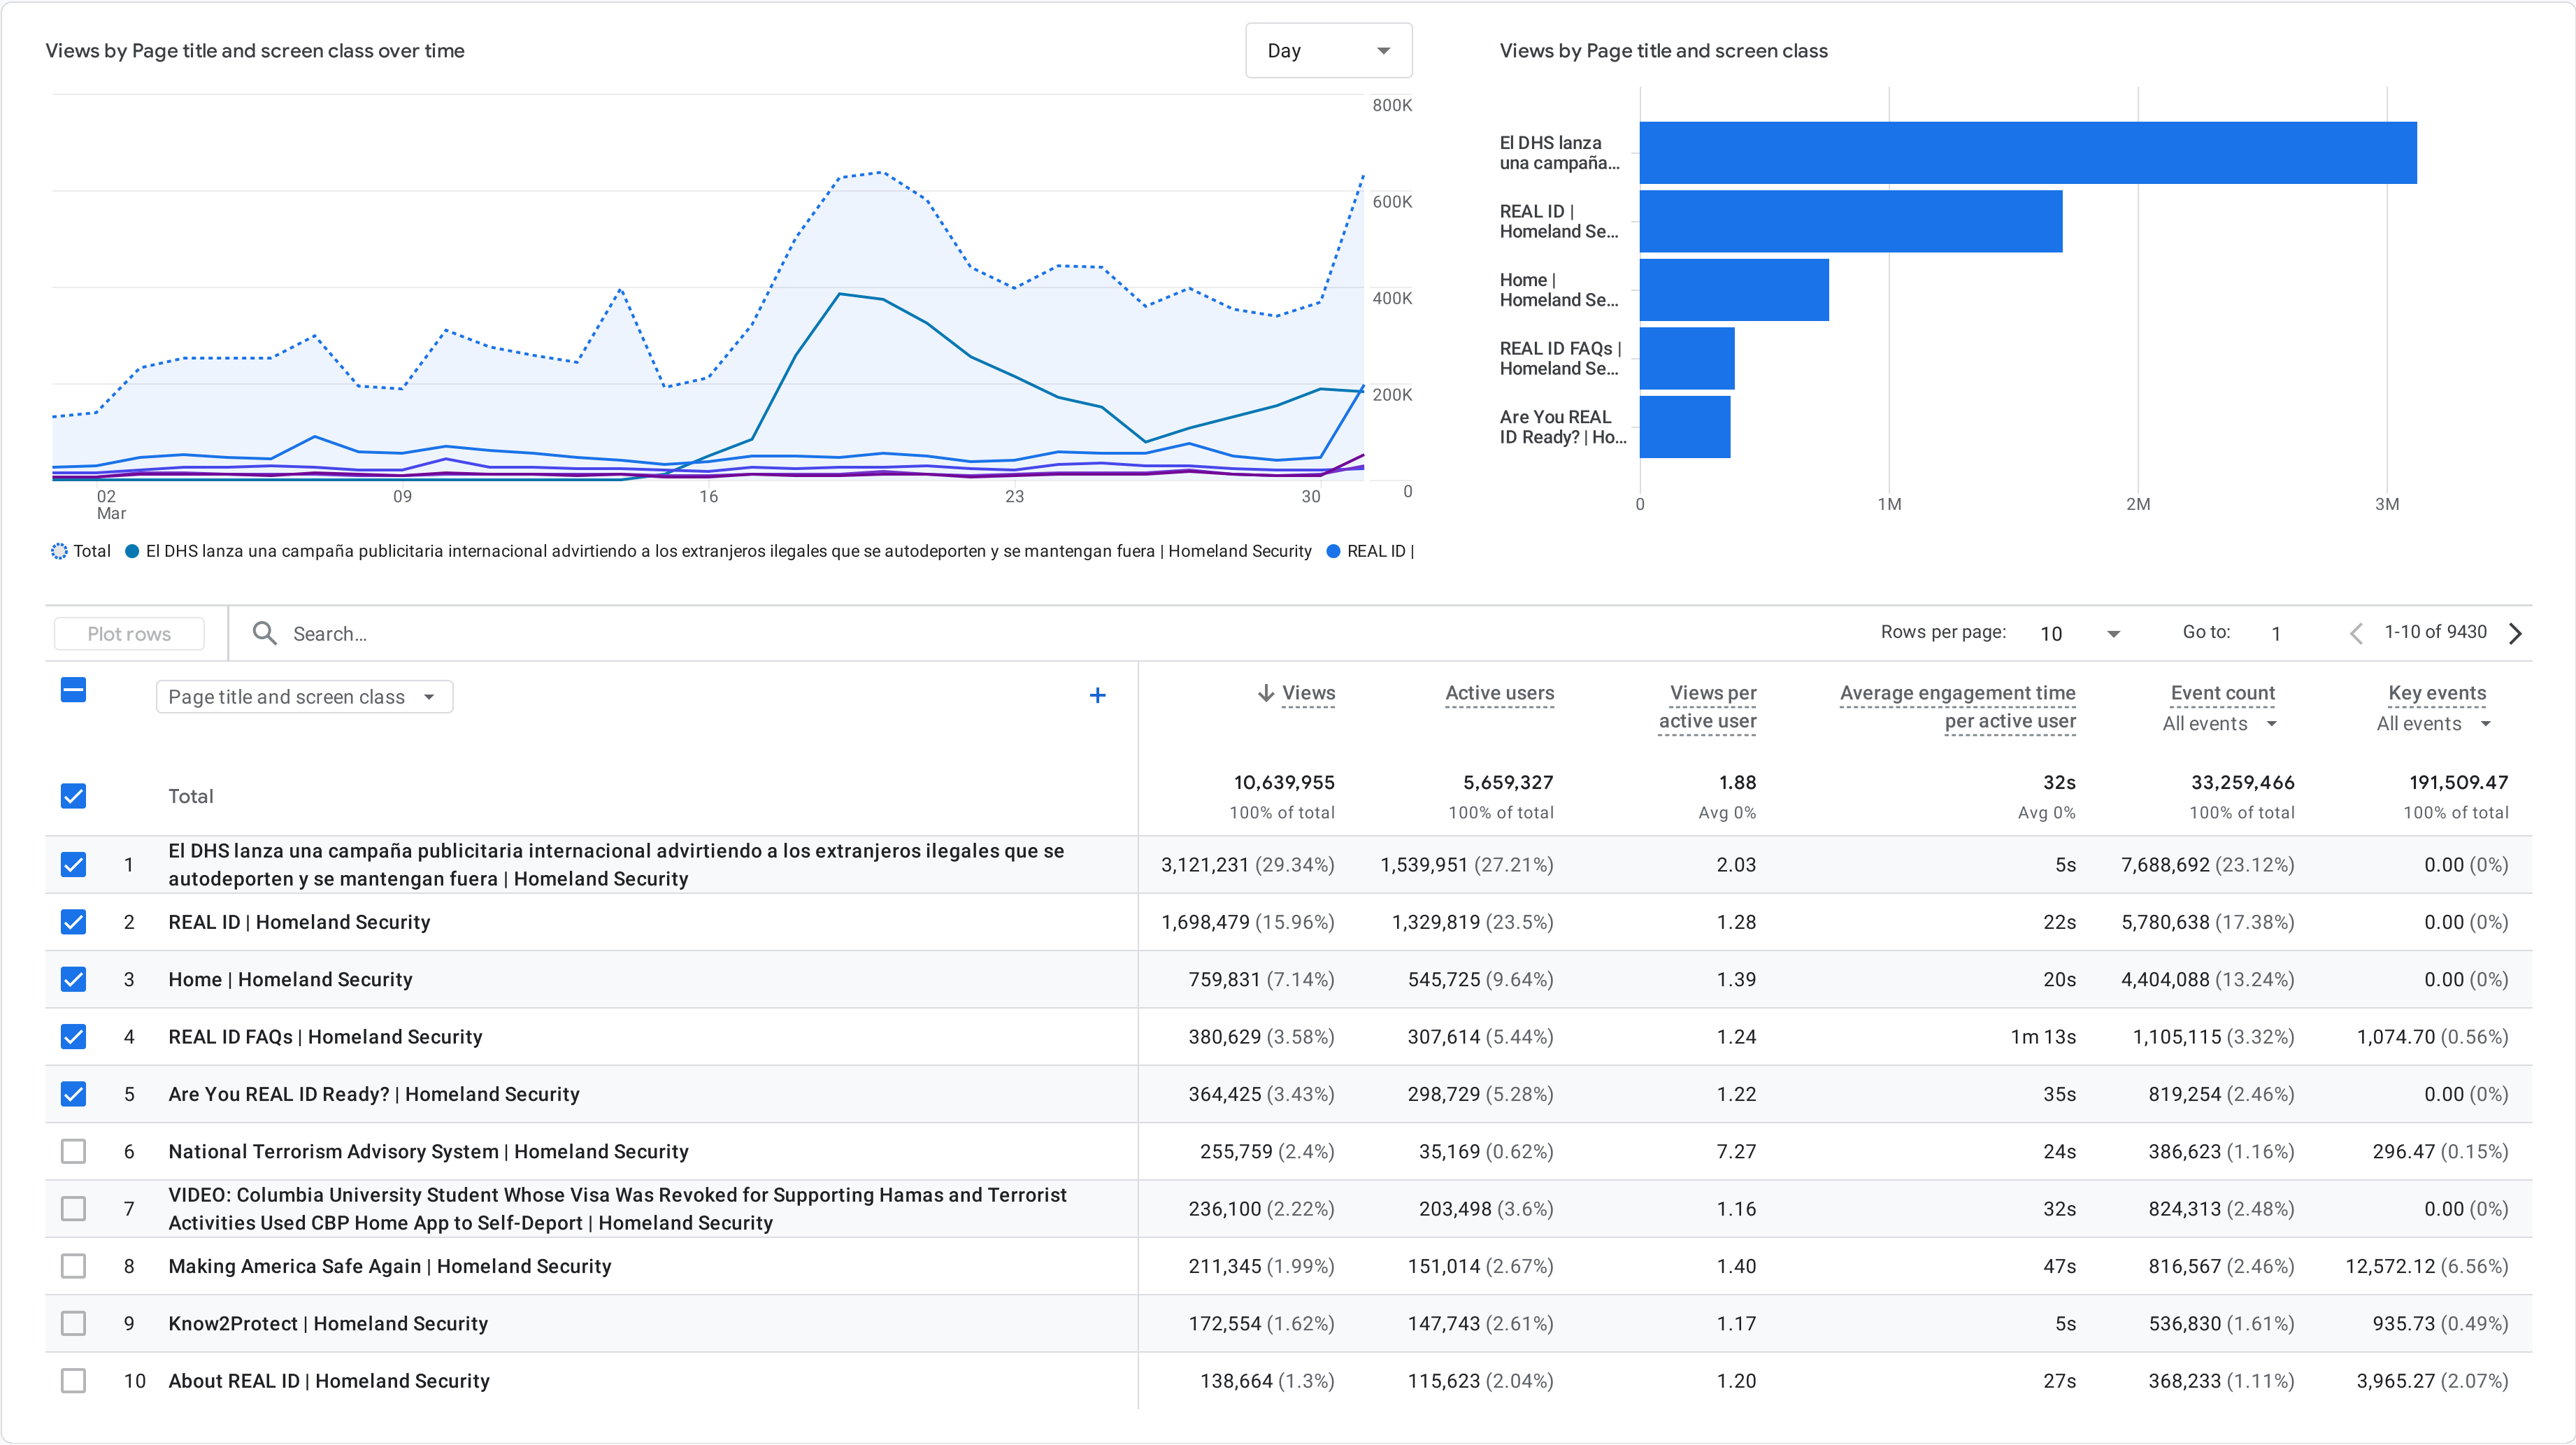 Views by Page title and screen class over time
Day
800K
600K
400K
200K
0
02
Mar
09
16
23
30
Total
El DHS lanza una campaña publicitaria internacional advirtiendo a los extranjeros ilegales que se autodeporten y se mantengan fuera | Homeland Security
REAL ID |
Views by Page title and screen class
El DHS lanza
una campaña...
REAL ID |
Homeland Se...
Home |
Homeland Se...
REAL ID FAQs |
Homeland Se...
Are You REAL
ID Ready? | Ho...
0
1M
2M
3M
Plot rows
Search...
Rows per page: 10
Go to: 1
1-10 of 9430
Page title and screen class
+
Views
Active users
Views per
active user
Average engagement time
per active user
Event count
All events
Key events
All events
Total
10,639,955 5,659,327 1.88 32s 33,259,466 191,509.47
100% of total 100% of total Avg 0% Avg 0% 100% of total 100% of total
1 El DHS lanza una campaña publicitaria internacional advirtiendo a los extranjeros ilegales que se
autodeporten y se mantengan fuera | Homeland Security
3,121,231 (29.34%) 1,539,951 (27.21%) 2.03 5s 7,688,692 (23.12%) 0.00 (0%)
2 REAL ID | Homeland Security 1,698,479 (15.96%) 1,329,819 (23.5%) 1.28 22s 5,780,638 (17.38%) 0.00 (0%)
3 Home | Homeland Security 759,831 (7.14%) 545,725 (9.64%) 1.39 20s 4,404,088 (13.24%) 0.00 (0%)
4 REAL ID FAQs | Homeland Security 380,629 (3.58%) 307,614 (5.44%) 1.24 1m 13s 1,105,115 (3.32%) 1,074.70 (0.56%)
5 Are You REAL ID Ready? | Homeland Security 364,425 (3.43%) 298,729 (5.28%) 1.22 35s 819,254 (2.46%) 0.00 (0%)
6 National Terrorism Advisory System | Homeland Security 255,759 (2.4%) 35,169 (0.62%) 7.27 24s 386,623 (1.16%) 296.47 (0.15%)
7 VIDEO: Columbia University Student Whose Visa Was Revoked for Supporting Hamas and Terrorist
Activities Used CBP Home App to Self-Deport | Homeland Security
236,100 (2.22%) 203,498 (3.6%) 1.16 32s 824,313 (2.48%) 0.00 (0%)
8 Making America Safe Again | Homeland Security 211,345 (1.99%) 151,014 (2.67%) 1.40 47s 816,567 (2.46%) 12,572.12 (6.56%)
9 Know2Protect | Homeland Security 172,554 (1.62%) 147,743 (2.61%) 1.17 5s 536,830 (1.61%) 935.73 (0.49%)
10 About REAL ID | Homeland Security 138,664 (1.3%) 115,623 (2.04%) 1.20 27s 368,233 (1.11%) 3,965.27 (2.07%)